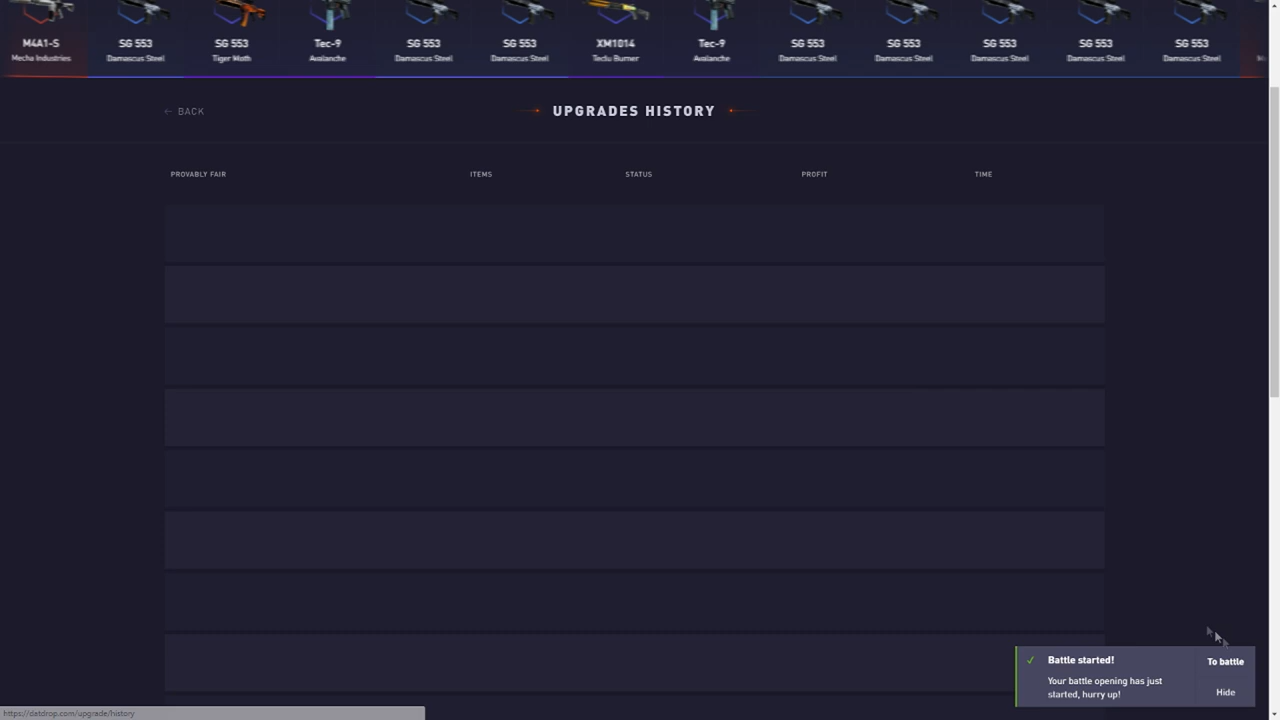 M4A1-S
Mecha Industries
SG 553
Damascus Steel
SG 553
Tiger Moth
Tec-9
Avalanche
SG 553
Damascus Steel
SG 553
Damascus Steel
XM1014
Teclu Burner
Tec-9
Avalanche
SG 553
Damascus Steel
SG 553
Damascus Steel
SG 553
Damascus Steel
SG 553
Damascus Steel
SG 553
Damascus Steel
← BACK
UPGRADES HISTORY
PROVABLY FAIR ITEMS STATUS PROFIT TIME
✓ Battle started!
To battle
Your battle opening has just
started, hurry up!
Hide
https://datdrop.com/upgrade/history